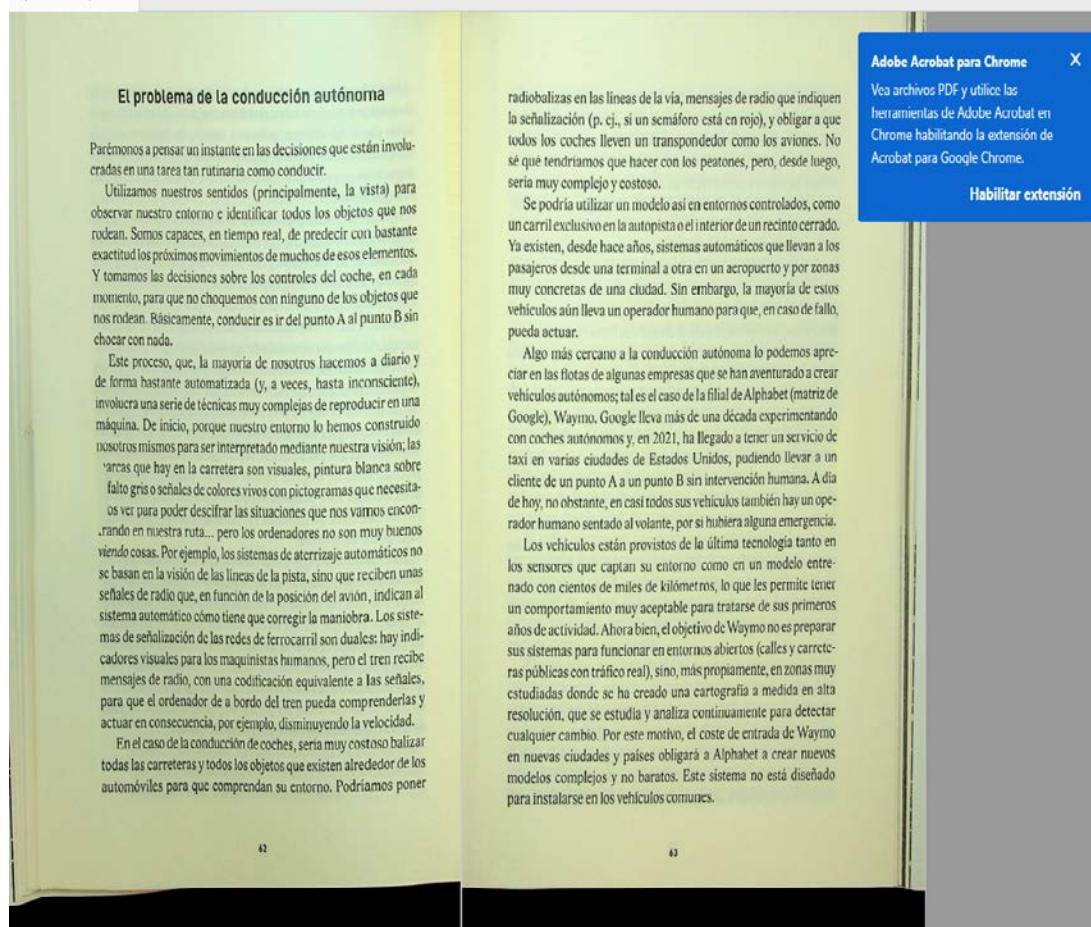 El problema de la conducción autónoma
Parémonos a pensar un instante en las decisiones que están involu-
cradas en una tarea tan rutinaria como conducir.
Utilizamos nuestros sentidos (principalmente, la vista) para
observar nuestro entorno e identificar todos los objetos que nos
rodean. Somos capaces, en tiempo real, de predecir con bastante
exactitud los próximos movimientos de muchos de esos elementos.
Y tomamos las decisiones sobre los controles del coche, en cada
momento, para que no choquemos con ninguno de los objetos que
nos rodean. Básicamente, conducir es ir del punto A al punto B sin
chocar con nada.
Este proceso, que, la mayoría de nosotros hacemos a diario y
de forma bastante automatizada (y, a veces, hasta inconsciente),
involucra una serie de técnicas muy complejas de reproducir en una
máquina. De inicio, porque nuestro entorno lo hemos construido
nosotros mismos para ser interpretado mediante nuestra visión; las
arcas que hay en la carretera son visuales, pintura blanca sobre
falto gris o señales de colores vivos con pictogramas que necesita-
os ver para poder descifrar las situaciones que nos vamos encon-
rando en nuestra ruta... pero los ordenadores no son muy buenos
viendo cosas. Por ejemplo, los sistemas de aterrizaje automáticos no
se basan en la visión de las líneas de la pista, sino que reciben unas
señales de radio que, en función de la posición del avión, indican al
sistema automático cómo tiene que corregir la maniobra. Los siste-
mas de señalización de las redes de ferrocarril son duales: hay indi-
cadores visuales para los maquinistas humanos, pero el tren recibe
mensajes de radio, con una codificación equivalente a las señales,
para que el ordenador de a bordo del tren pueda comprenderlas y
actuar en consecuencia, por ejemplo, disminuyendo la velocidad.
En el caso de la conducción de coches, sería muy costoso balizar
todas las carreteras y todos los objetos que existen alrededor de los
automóviles para que comprendan su entorno. Podríamos poner
62
radiobalizas en las líneas de la vía, mensajes de radio que indiquen
la señalización (p. ej., si un semáforo está en rojo), y obligar a que
todos los coches lleven un transpondedor como los aviones. No
sé qué tendríamos que hacer con los peatones, pero, desde luego,
sería muy complejo y costoso.
Se podría utilizar un modelo así en entornos controlados, como
un carril exclusivo en la autopista o el interior de un recinto cerrado.
Ya existen, desde hace años, sistemas automáticos que llevan a los
pasajeros desde una terminal a otra en un aeropuerto y por zonas
muy concretas de una ciudad. Sin embargo, la mayoría de estos
vehículos aún lleva un operador humano para que, en caso de fallo,
pueda actuar.
Algo más cercano a la conducción autónoma lo podemos apre-
ciar en las flotas de algunas empresas que se han aventurado a crear
vehículos autónomos; tal es el caso de la filial de Alphabet (matriz de
Google), Waymo. Google lleva más de una década experimentando
con coches autónomos y, en 2021, ha llegado a tener un servicio de
taxi en varias ciudades de Estados Unidos, pudiendo llevar a un
cliente de un punto A a un punto B sin intervención humana. A día
de hoy, no obstante, en casi todos sus vehículos también hay un ope-
rador humano sentado al volante, por si hubiera alguna emergencia.
Los vehículos están provistos de la última tecnología tanto en
los sensores que captan su entorno como en un modelo entre-
nado con cientos de miles de kilómetros, lo que les permite tener
un comportamiento muy aceptable para tratarse de sus primeros
años de actividad. Ahora bien, el objetivo de Waymo no es preparar
sus sistemas para funcionar en entornos abiertos (calles y carrete-
ras públicas con tráfico real), sino, más propiamente, en zonas muy
estudiadas donde se ha creado una cartografía a medida en alta
resolución, que se estudia y analiza continuamente para detectar
cualquier cambio. Por este motivo, el coste de entrada de Waymo
en nuevas ciudades y países obligará a Alphabet a crear nuevos
modelos complejos y no baratos. Este sistema no está diseñado
para instalarse en los vehículos comunes.
63
Adobe Acrobat para Chrome X
Vea archivos PDF y utilice las
herramientas de Adobe Acrobat en
Chrome habilitando la extensión de
Acrobat para Google Chrome.
Habilitar extensión